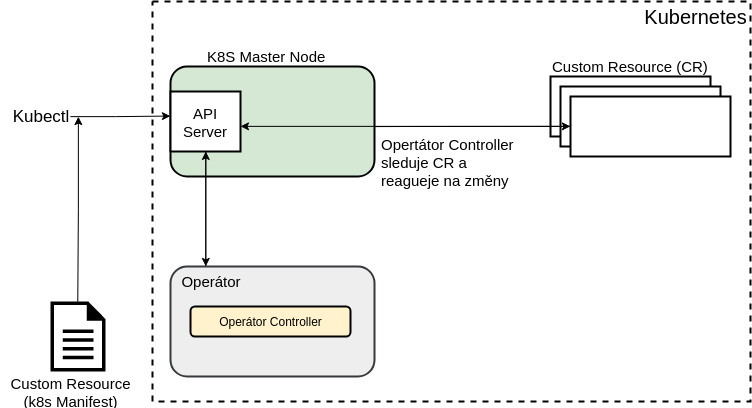 Kubernetes
K8S Master Node
Custom Resource (CR)
Kubectl
API
Server
Opertátor Controller
sleduje CR a
reagueje na změny
Operátor
Operátor Controller
Custom Resource
(k8s Manifest)